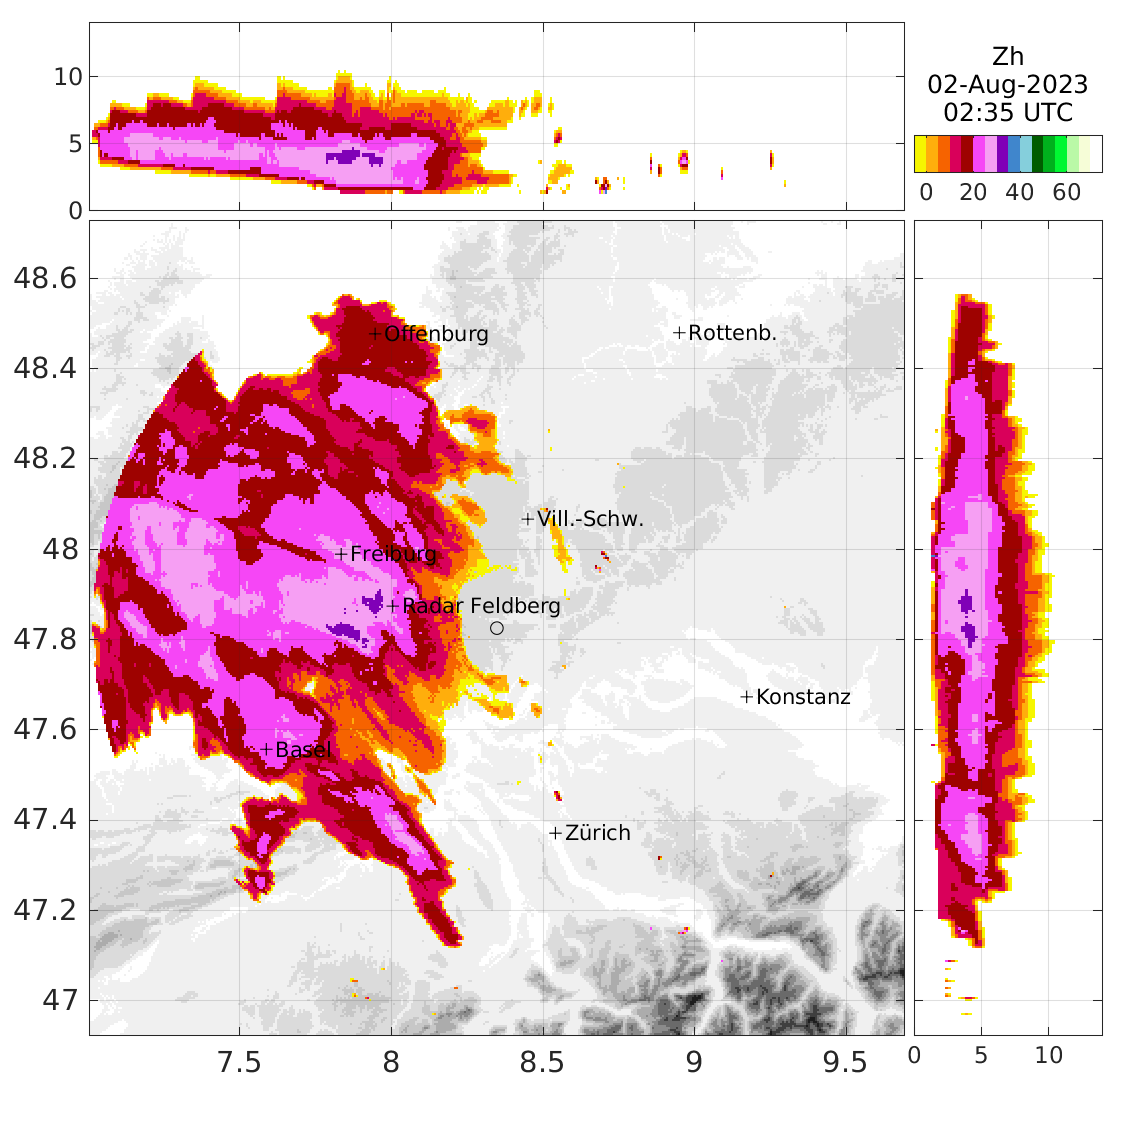 Zh
02-Aug-2023
02:35 UTC
0 20 40 60
10
5
0
48.6
48.4
48.2
48
47.8
47.6
47.4
47.2
47
Offenburg
Rottenb.
Vill.-Schw.
Freiburg
Radar Feldberg
Konstanz
Basel
Zürich
7.5 8 8.5 9 9.5
0 5 10